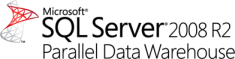 Microsoft®
SQL Server® 2008 R2
Parallel Data Warehouse